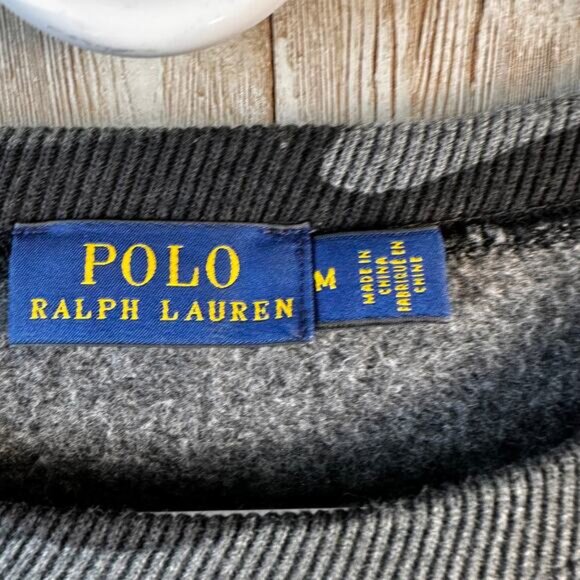 POLO
RALPH LAUREN
M
MADE IN
CHINA
FABRIQUÉ EN
CHINE